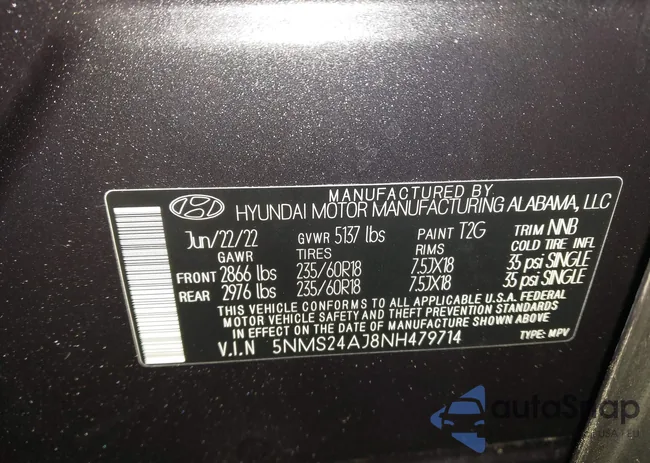 MANUFACTURED BY
HYUNDAI MOTOR MANUFACTURING ALABAMA, LLC
Jun/22/22 GVWR 5137 lbs PAINT T2G TRIM NNB
GAWR TIRES RIMS COLD TIRE INFL
FRONT 2866 lbs 235/60R18 7.5JX18 35 psi SINGLE
REAR 2976 lbs 235/60R18 7.5JX18 35 psi SINGLE
THIS VEHICLE CONFORMS TO ALL APPLICABLE U.S.A. FEDERAL
MOTOR VEHICLE SAFETY AND THEFT PREVENTION STANDARDS
IN EFFECT ON THE DATE OF MANUFACTURE SHOWN ABOVE.
V.I.N 5NMS24AJ8NH479714 TYPE: MPV
autoSnap